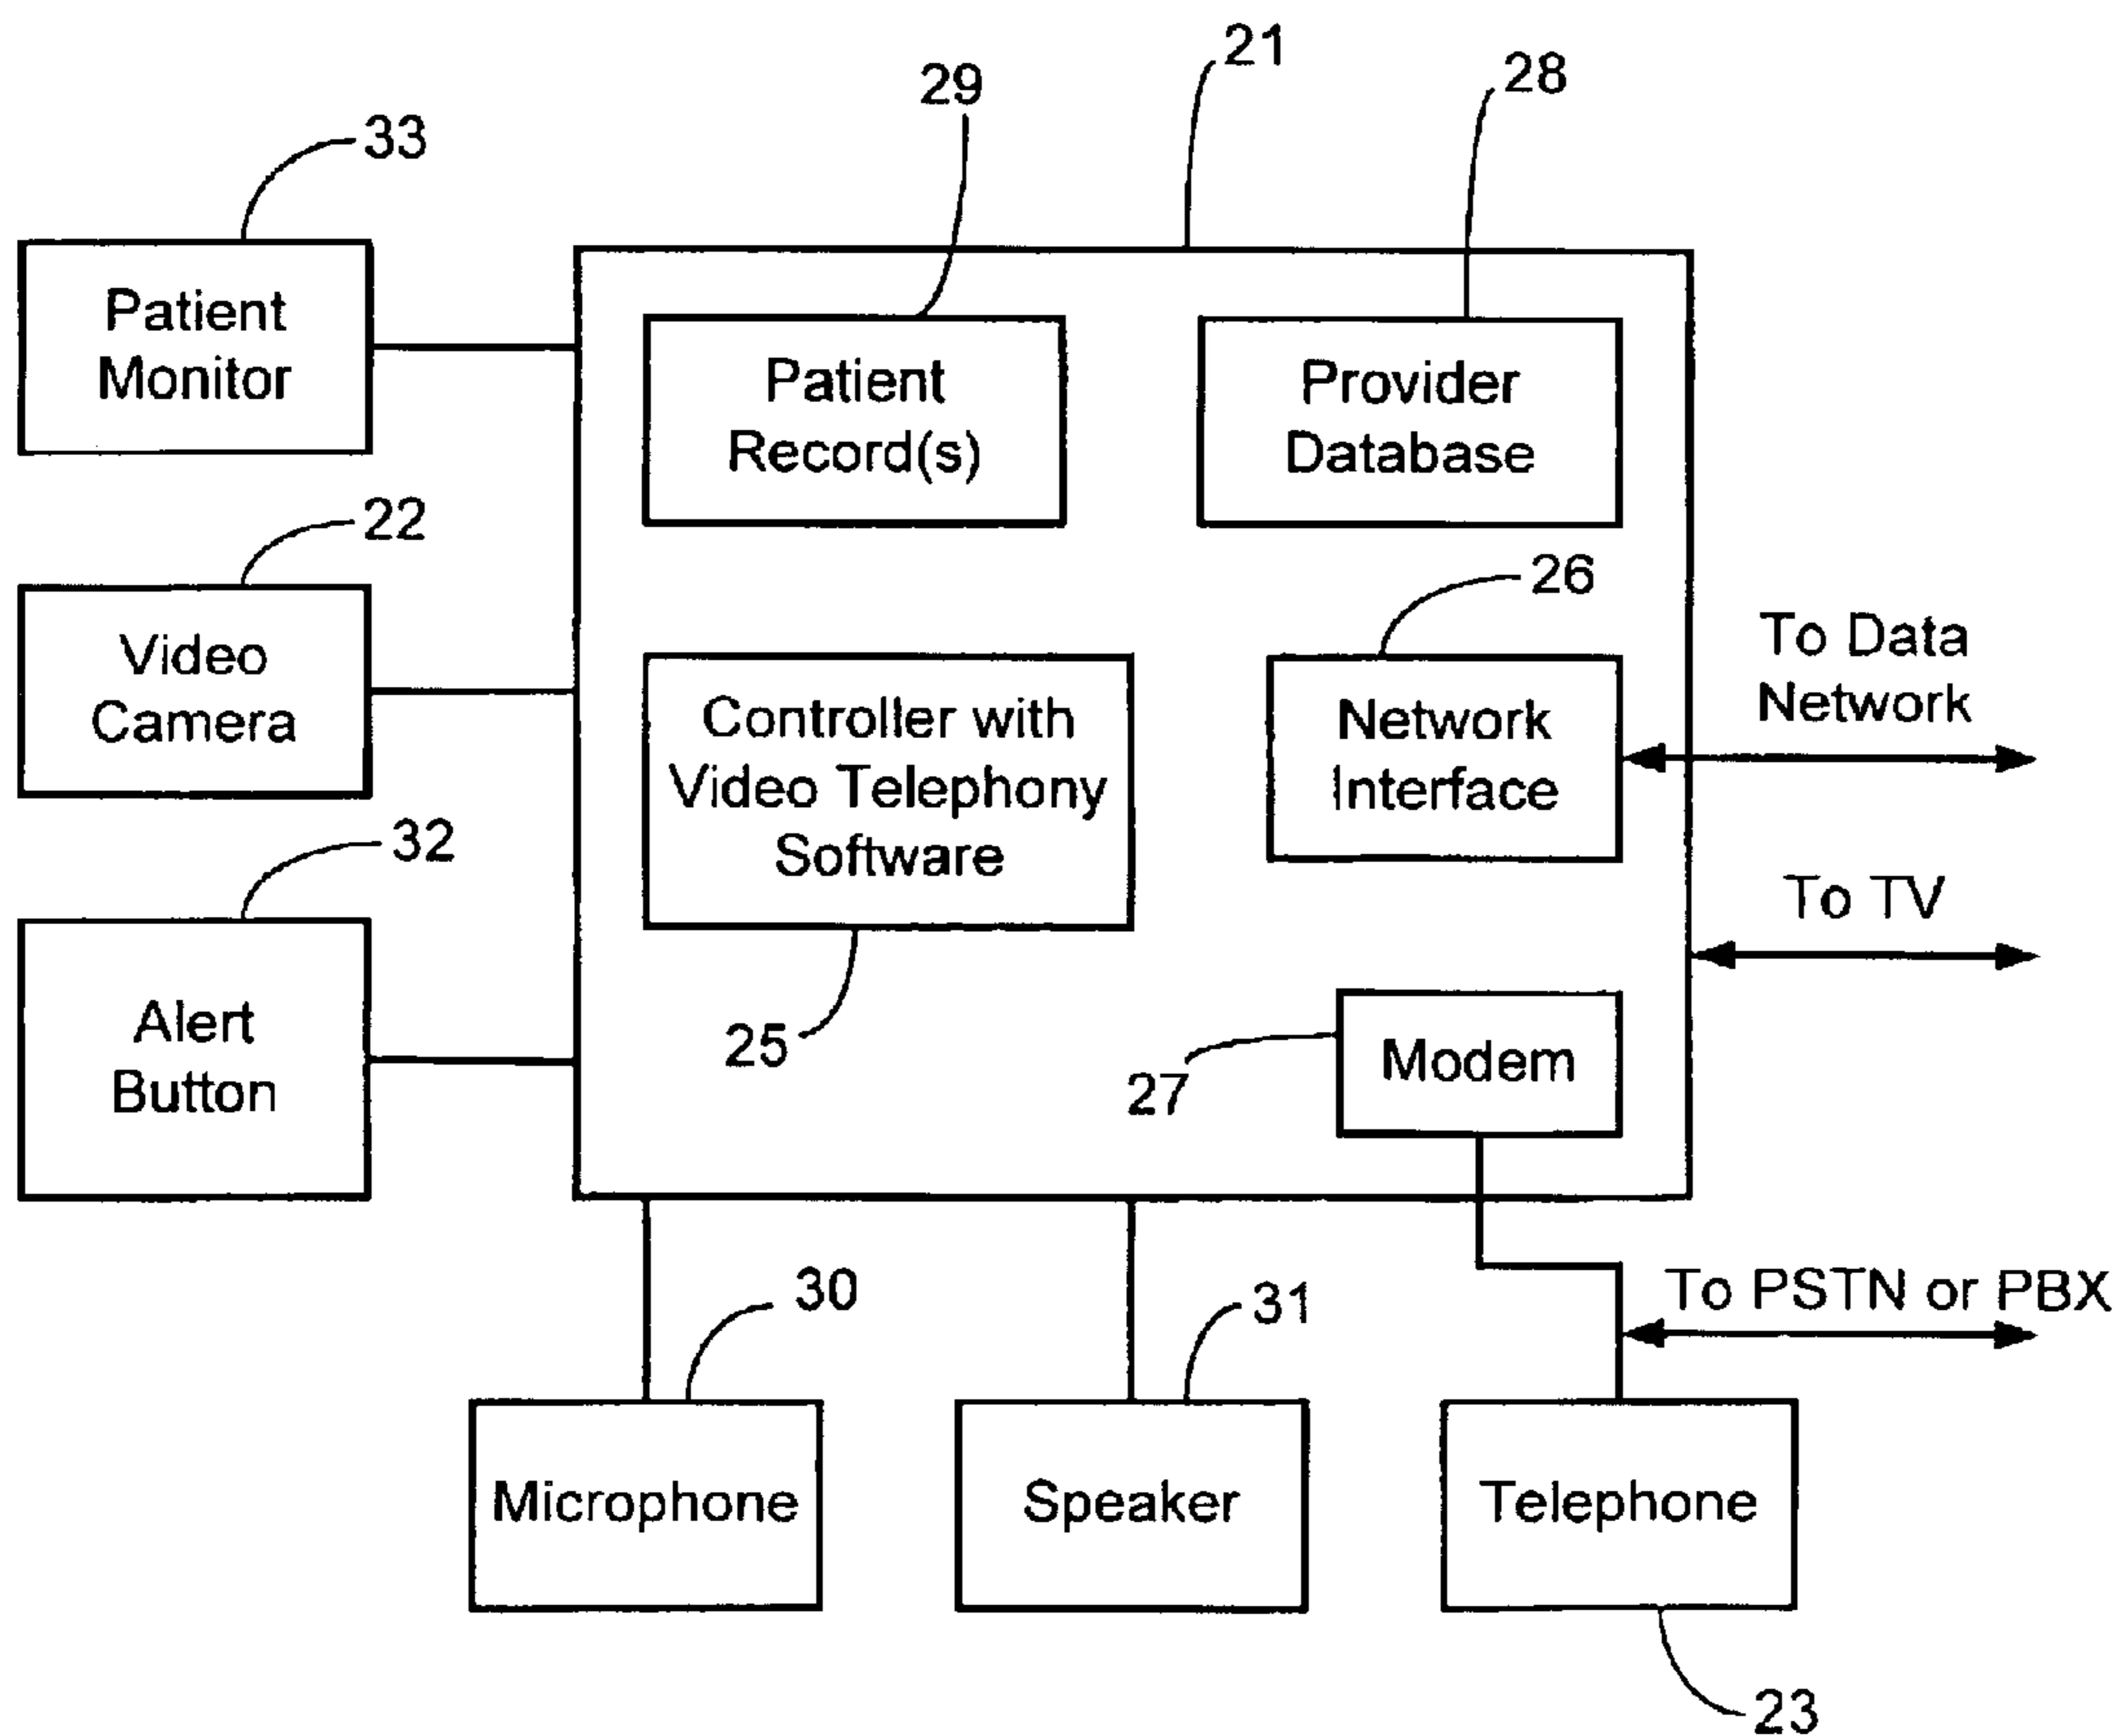 21
29
28
33
Patient
Monitor
Patient
Record(s)
Provider
Database
22
26
Video
Camera
Controller with
Video Telephony
Software
Network
Interface
To Data
Network
32
To TV
Alert
Button
25
27
Modem
30
31
To PSTN or PBX
Microphone
Speaker
Telephone
23